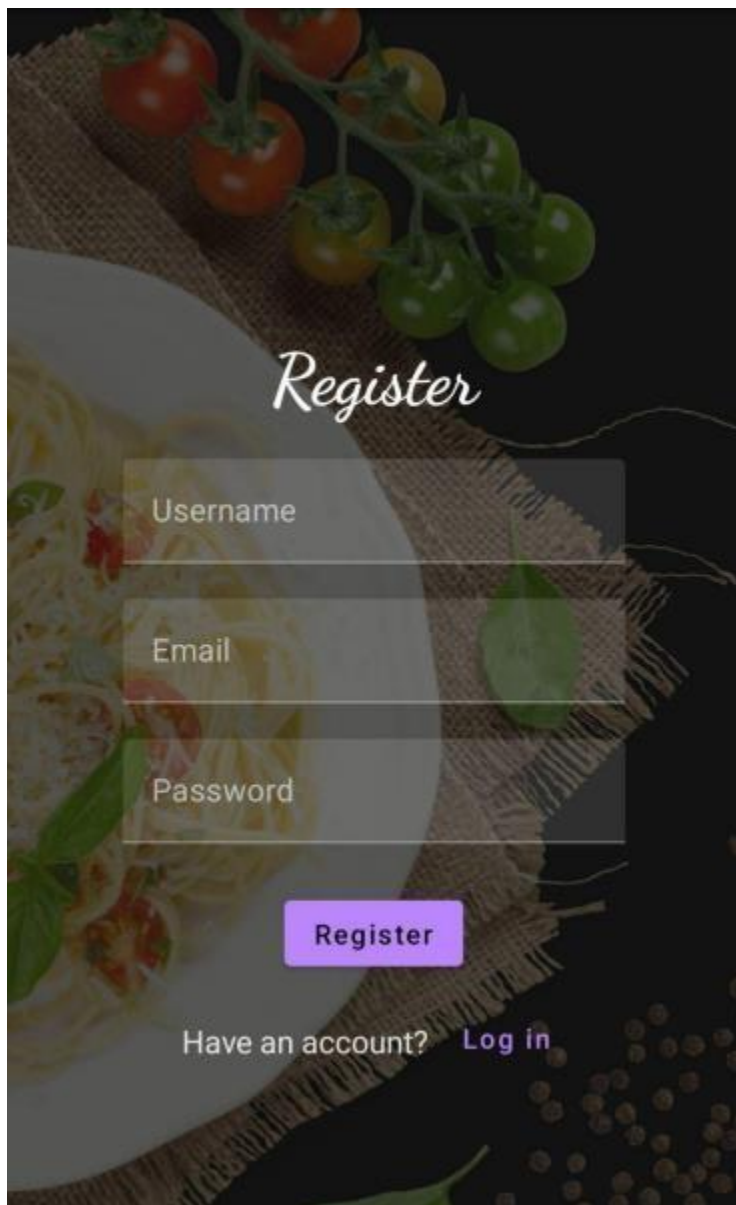 Register
Username
Email
Password
Register
Have an account? Log in